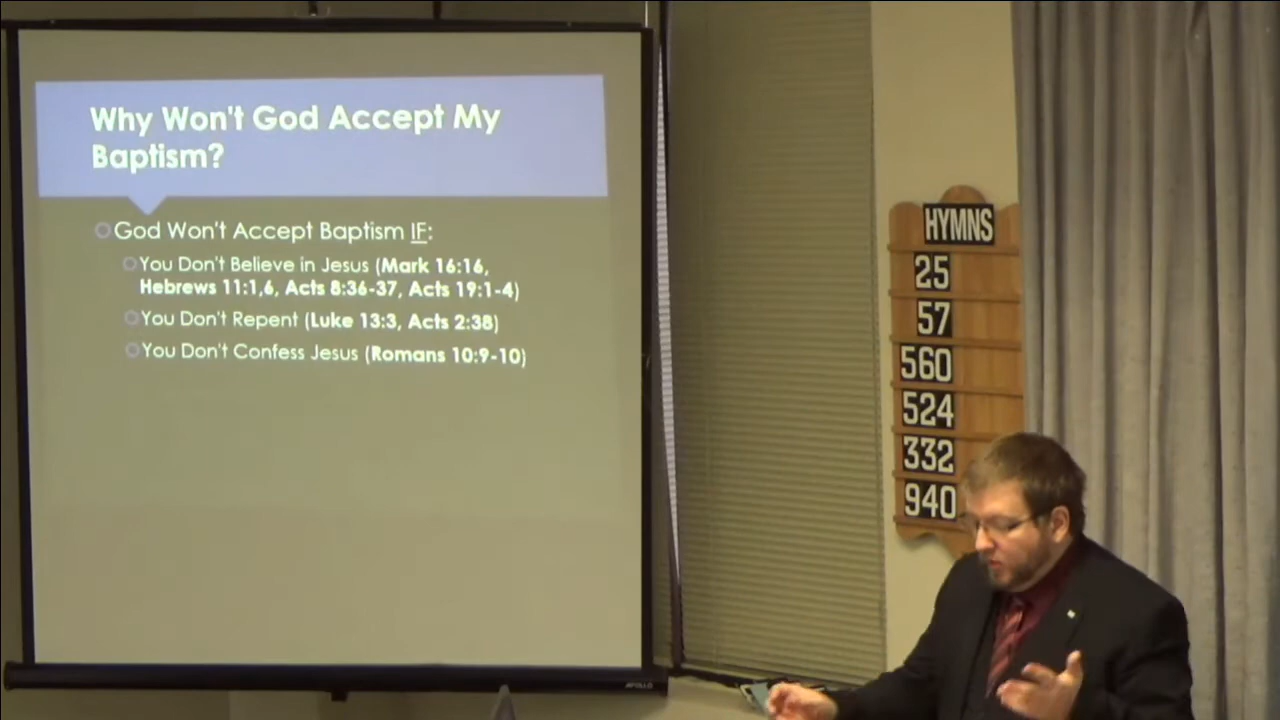 Why Won't God Accept My
Baptism?
God Won't Accept Baptism IF:
You Don't Believe in Jesus (Mark 16:16,
Hebrews 11:1,6, Acts 8:36-37, Acts 19:1-4)
You Don't Repent (Luke 13:3, Acts 2:38)
You Don't Confess Jesus (Romans 10:9-10)
APOLLO
HYMNS
25
57
560
524
332
940